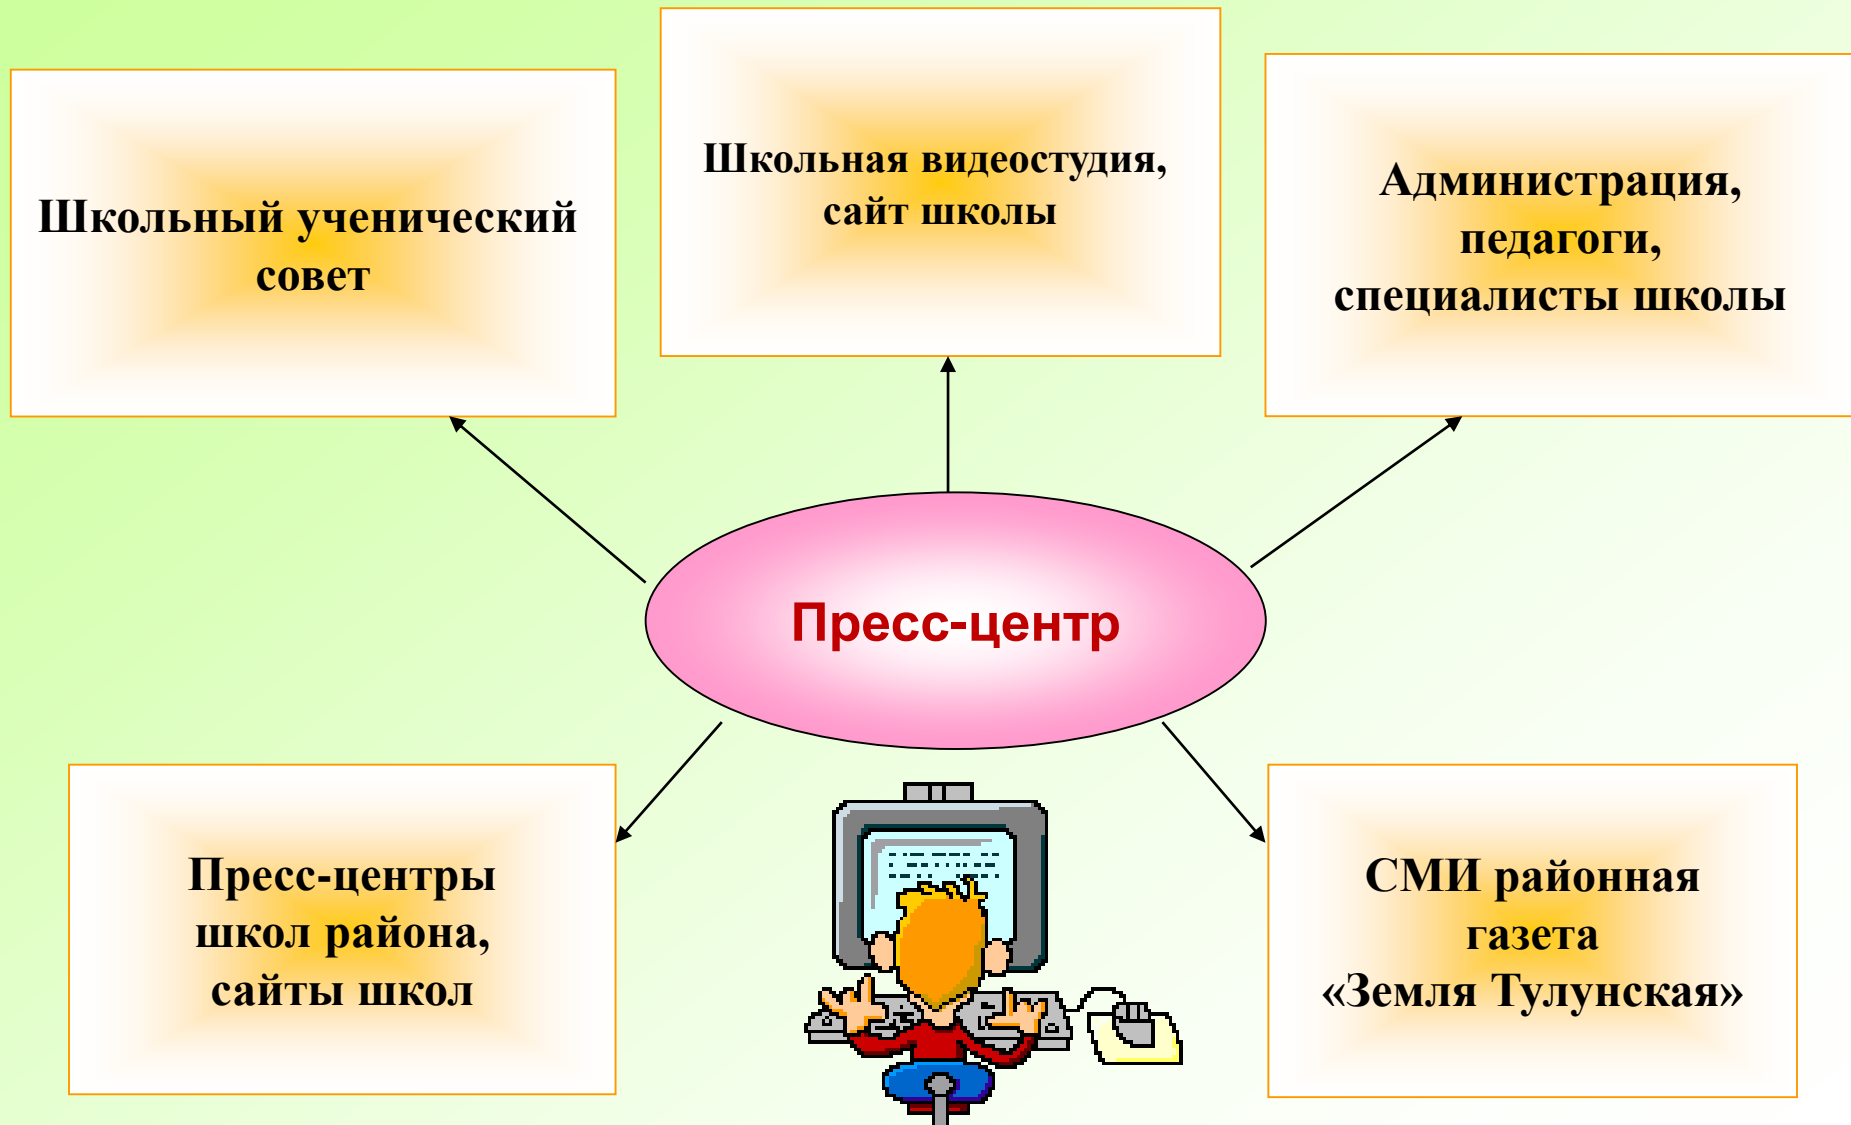 Школьный ученический
совет
Школьная видеостудия,
сайт школы
Администрация,
педагоги,
специалисты школы
Пресс-центр
Пресс-центры
школ района,
сайты школ
СМИ районная
газета
«Земля Тулунская»